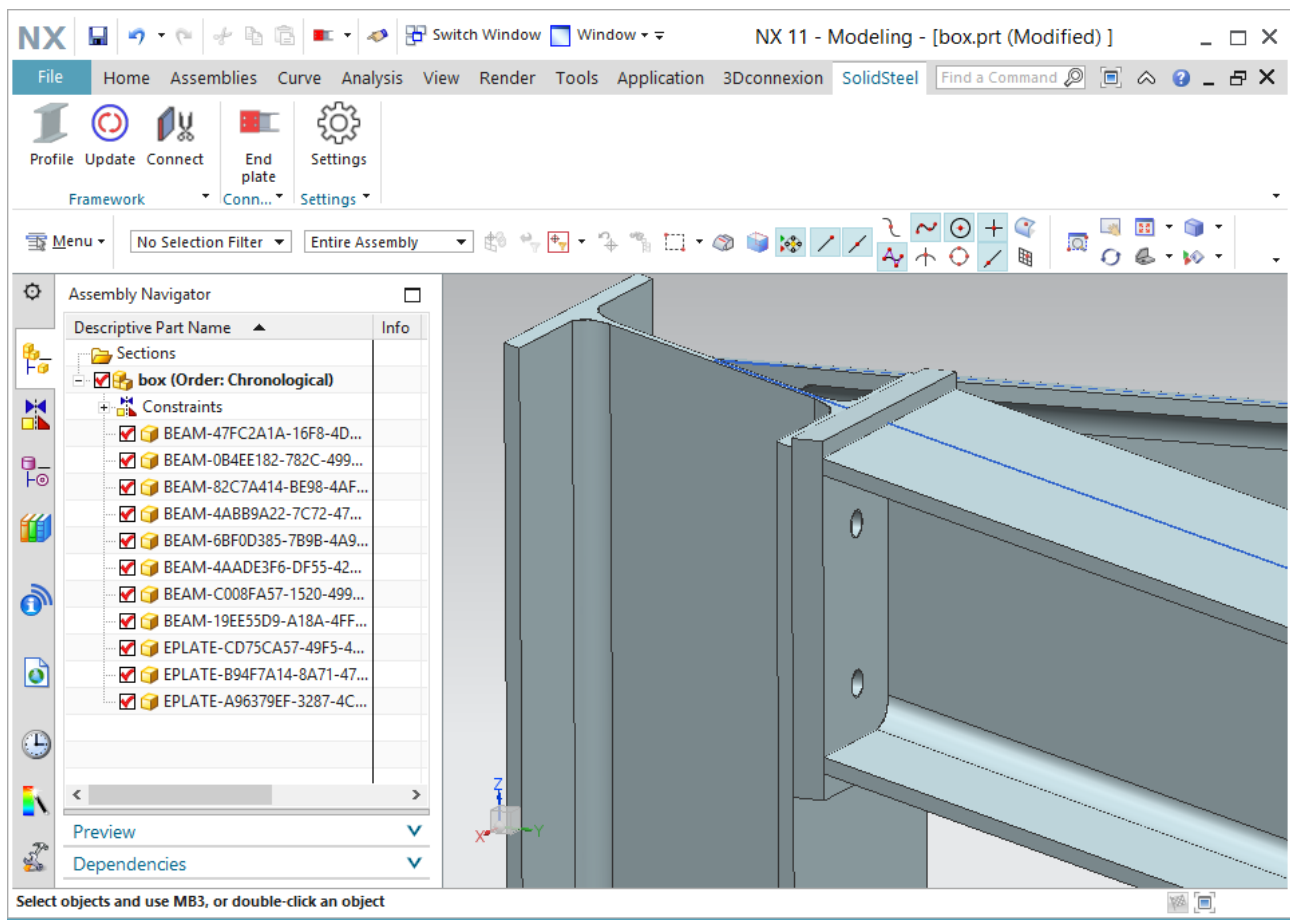 NX Switch Window Window NX 11 - Modeling - [box.prt (Modified) ]
File Home Assemblies Curve Analysis View Render Tools Application 3Dconnexion SolidSteel Find a Command
Profile Update Connect End plate Settings
Framework Conn... Settings
Menu No Selection Filter Entire Assembly
Assembly Navigator
Descriptive Part Name Info
Sections
box (Order: Chronological)
Constraints
BEAM-47FC2A1A-16F8-4D...
BEAM-0B4EE182-782C-499...
BEAM-82C7A414-BE98-4AF...
BEAM-4ABB9A22-7C72-47...
BEAM-6BF0D385-7B9B-4A9...
BEAM-4AADE3F6-DF55-42...
BEAM-C008FA57-1520-499...
BEAM-19EE55D9-A18A-4FF...
EPLATE-CD75CA57-49F5-4...
EPLATE-B94F7A14-8A71-47...
EPLATE-A96379EF-3287-4C...
Z
X Y
Preview
Dependencies
Select objects and use MB3, or double-click an object